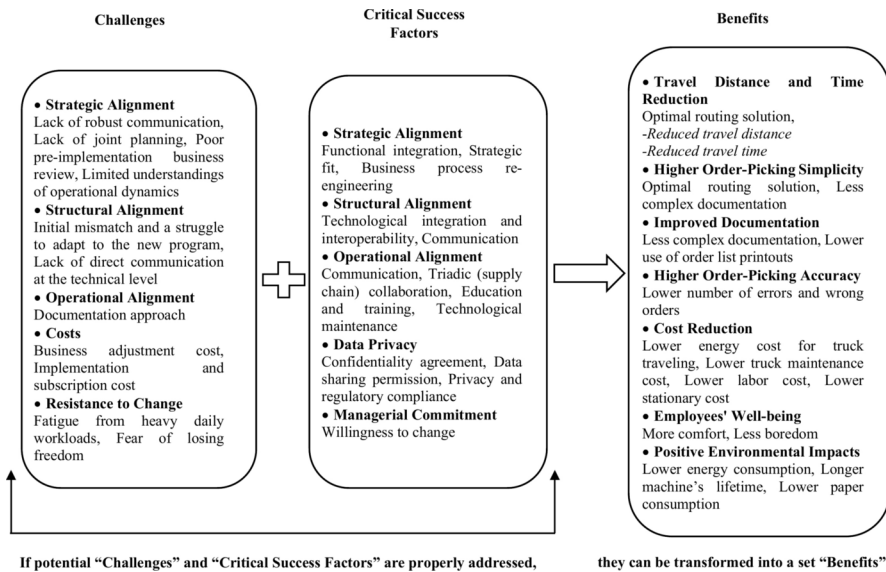 Challenges
• Strategic Alignment
Lack of robust communication,
Lack of joint planning, Poor
pre-implementation business
review, Limited understandings
of operational dynamics
• Structural Alignment
Initial mismatch and a struggle
to adapt to the new program,
Lack of direct communication
at the technical level
• Operational Alignment
Documentation approach
• Costs
Business adjustment cost,
Implementation and
subscription cost
• Resistance to Change
Fatigue from heavy daily
workloads, Fear of losing
freedom
Critical Success
Factors
• Strategic Alignment
Functional integration, Strategic
fit, Business process re-
engineering
• Structural Alignment
Technological integration and
interoperability, Communication
• Operational Alignment
Communication, Triadic (supply
chain) collaboration, Education
and training, Technological
maintenance
• Data Privacy
Confidentiality agreement, Data
sharing permission, Privacy and
regulatory compliance
• Managerial Commitment
Willingness to change
Benefits
• Travel Distance and Time
Reduction
Optimal routing solution,
-Reduced travel distance
-Reduced travel time
• Higher Order-Picking Simplicity
Optimal routing solution, Less
complex documentation
• Improved Documentation
Less complex documentation, Lower
use of order list printouts
• Higher Order-Picking Accuracy
Lower number of errors and wrong
orders
• Cost Reduction
Lower energy cost for truck
traveling, Lower truck maintenance
cost, Lower labor cost, Lower
stationary cost
• Employees' Well-being
More comfort, Less boredom
• Positive Environmental Impacts
Lower energy consumption, Longer
machine's lifetime, Lower paper
consumption
If potential “Challenges” and “Critical Success Factors” are properly addressed,
they can be transformed into a set “Benefits”